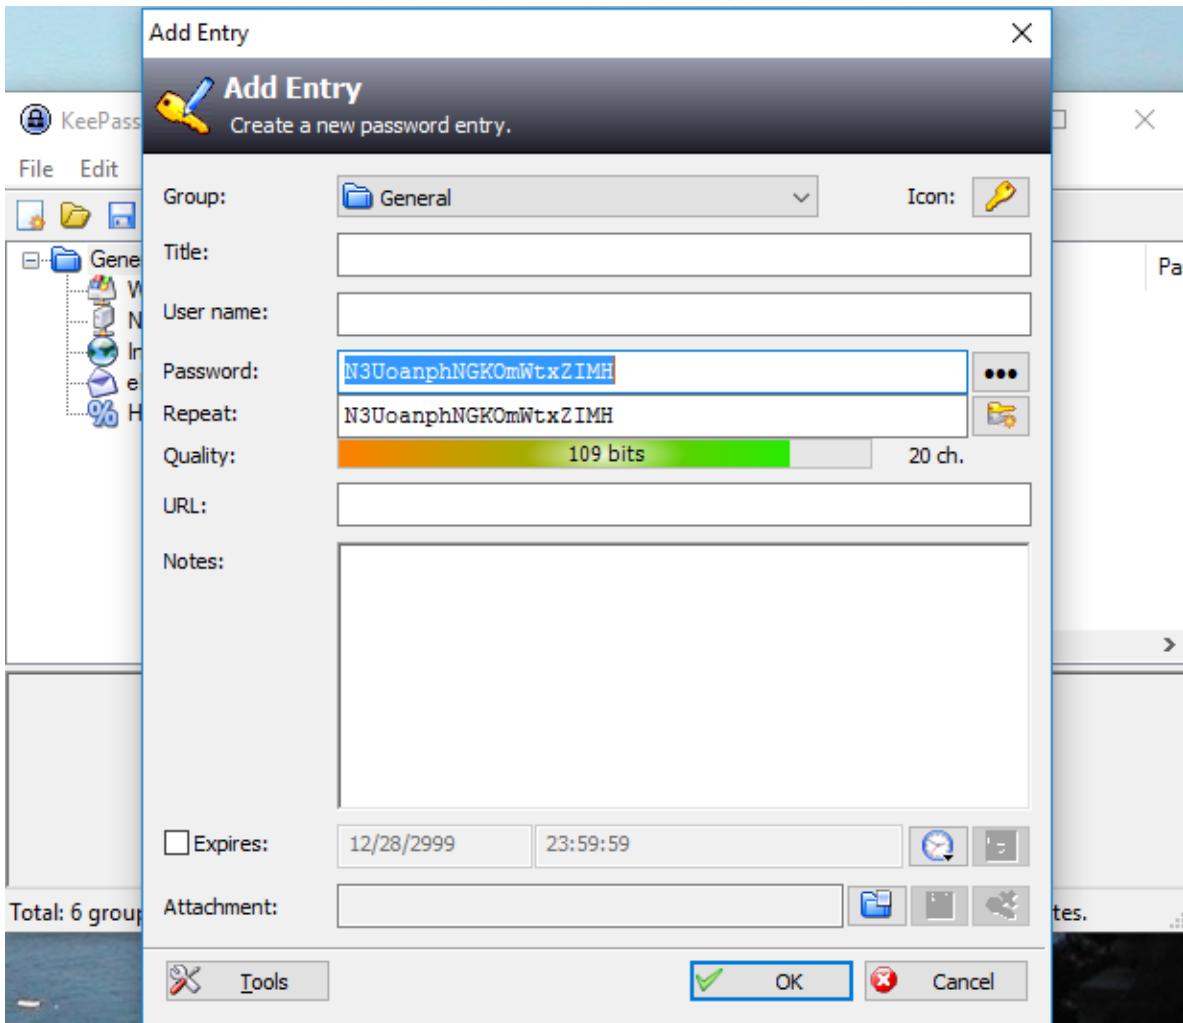 Add Entry
Add Entry
Create a new password entry.
KeePass
File Edit
Group: General Icon:
Title:
User name:
Password: N3UoanphNGKOmWtxZIMH
Repeat: N3UoanphNGKOmWtxZIMH
Quality: 109 bits 20 ch.
URL:
Notes:
Expires: 12/28/2999 23:59:59
Attachment:
Tools OK Cancel
Pa
Total: 6 group
tes.